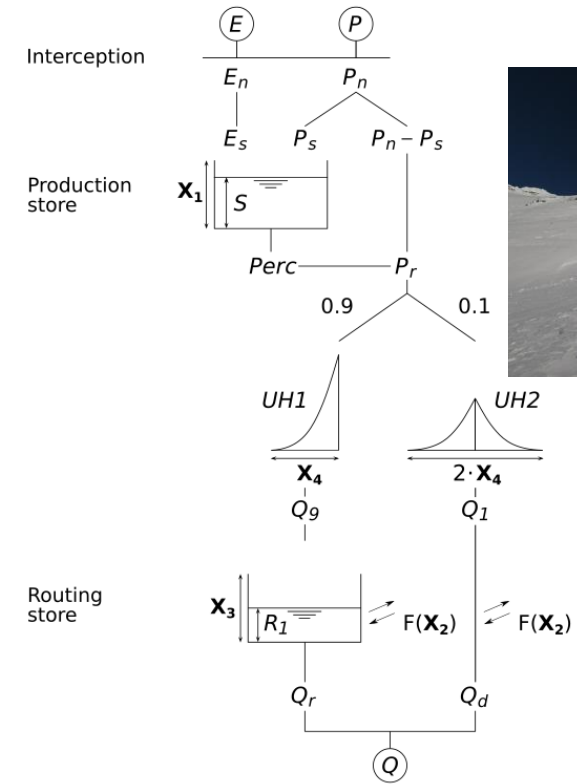 E P
Interception
Eₙ Pₙ
Eₛ Pₛ Pₙ – Pₛ
Production
store
X₁ S
Perc Pᵣ
0.9 0.1
UH1 UH2
X₄ 2·X₄
Q₉ Q₁
Routing
store
X₃ R₁ F(X₂) F(X₂)
Qᵣ Q_d
Q